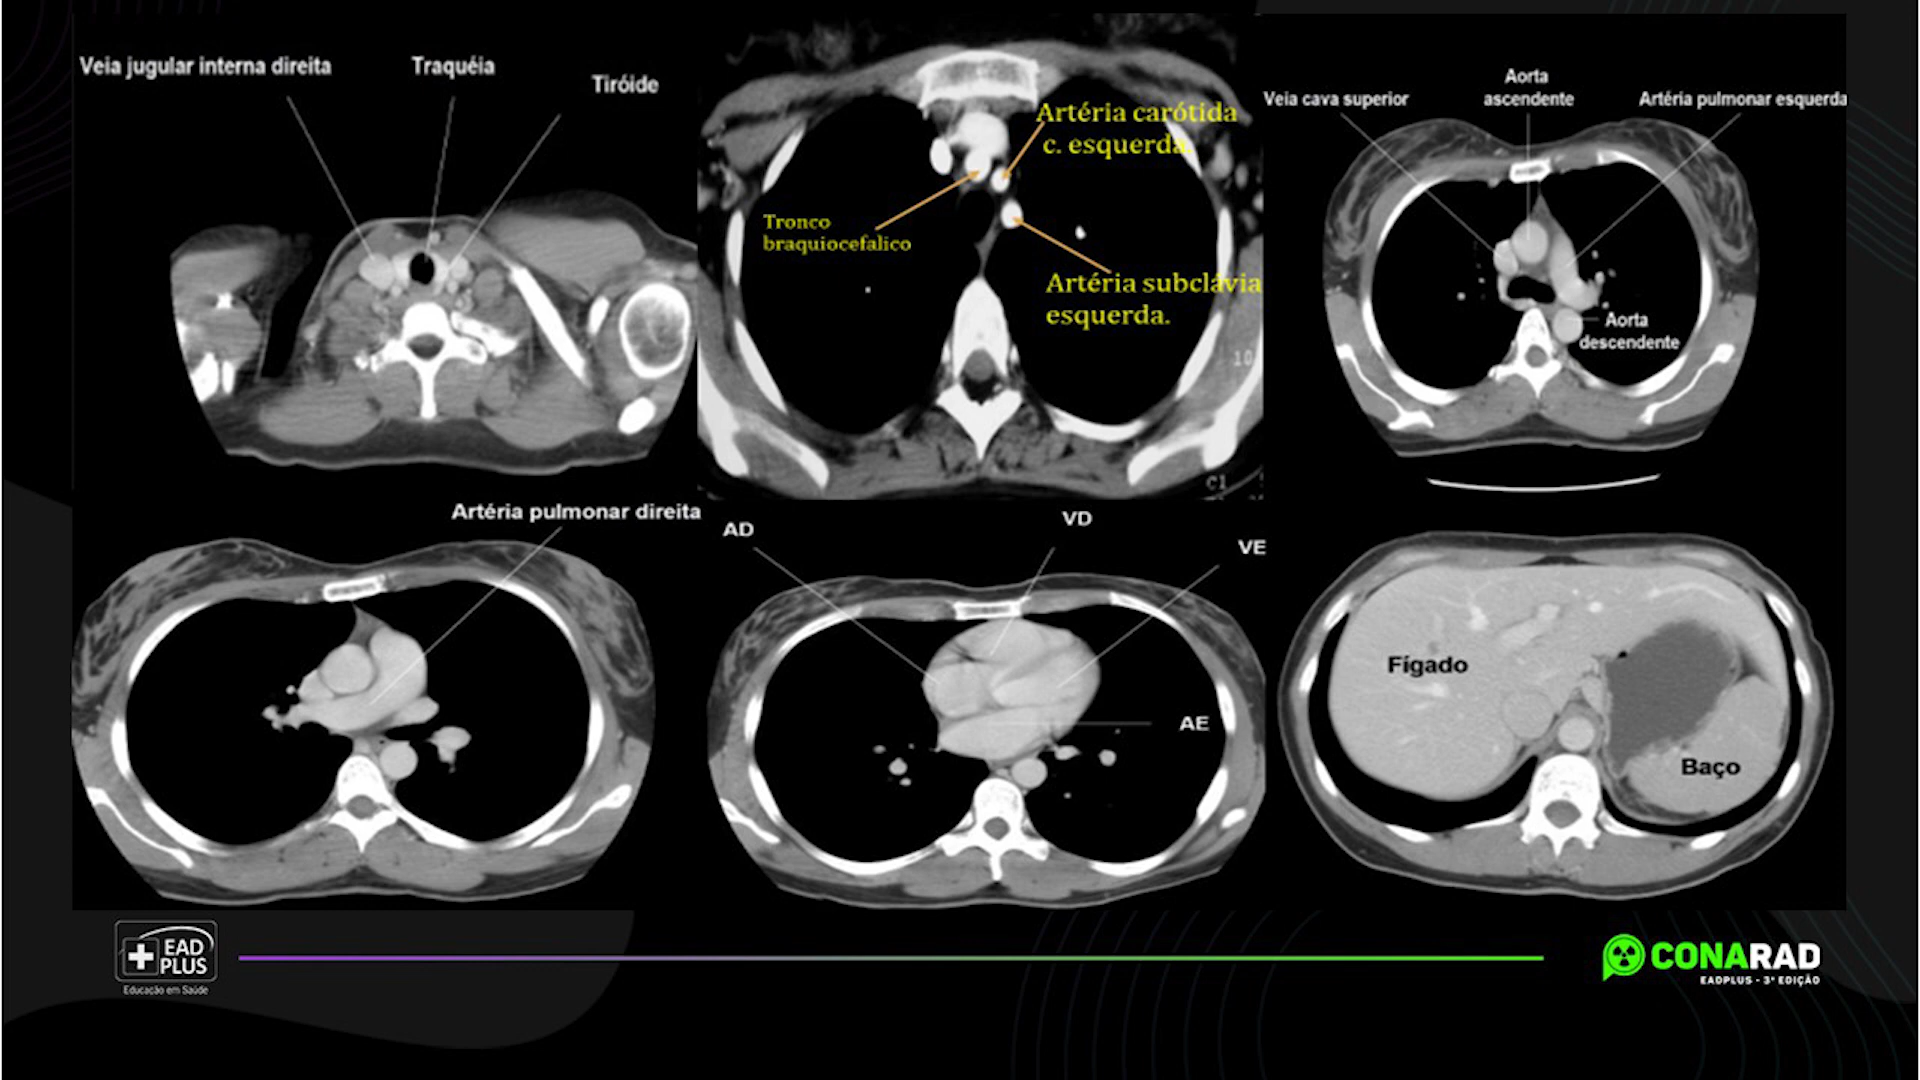 Veia jugular interna direita
Traquéia
Tiróide
Artéria carótida
c. esquerda.
Tronco
braquiocefalico
Artéria subclávia
esquerda.
10
C1
Veia cava superior
Aorta
ascendente
Artéria pulmonar esquerda
Aorta
descendente
Artéria pulmonar direita
AD
VD
VE
AE
Fígado
Baço
EAD
PLUS
Educação em Saúde
CONARAD
EADPLUS - 3ª EDIÇÃO